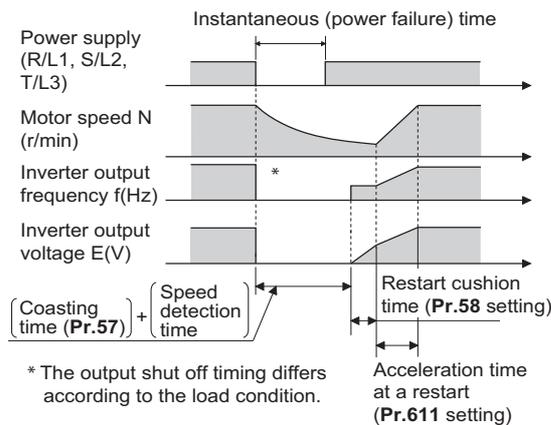 Instantaneous (power failure) time
Power supply
(R/L1, S/L2,
T/L3)
Motor speed N
(r/min)
Inverter output
frequency f(Hz)
*
Inverter output
voltage E(V)
Coasting
time (Pr.57)
+
Speed
detection
time
Restart cushion
time (Pr.58 setting)
* The output shut off timing differs
according to the load condition.
Acceleration time
at a restart
(Pr.611 setting)